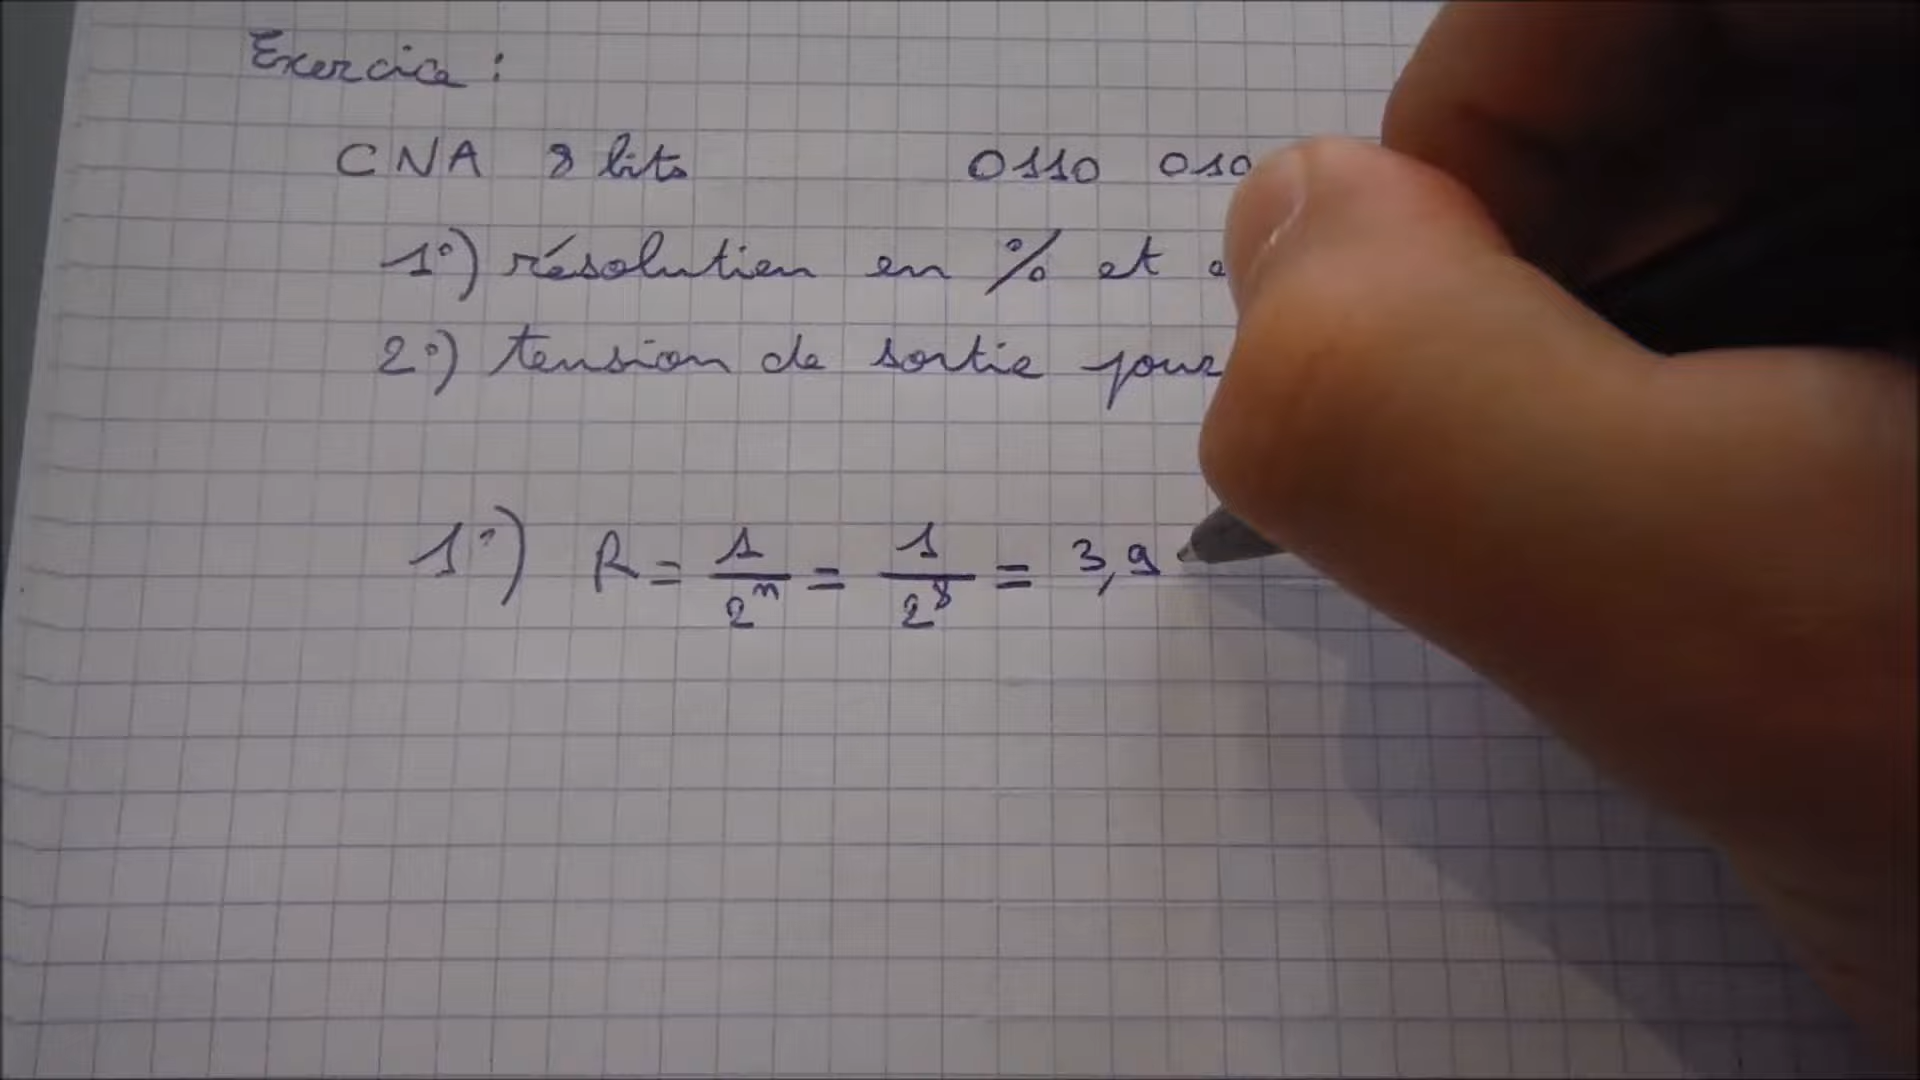 Exercice :
CNA 8 bits 0110 010
1°) résolution en % et
2°) tension de sortie pour
1°) R = 1/2^n = 1/2^8 = 3,9